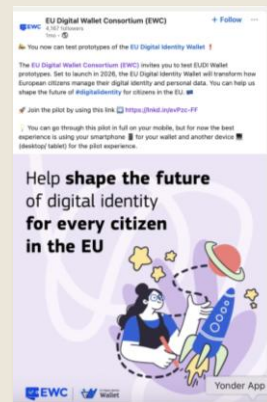 EU Digital Wallet Consortium (EWC)
+ Follow
4,767 followers
1mo
You now can test prototypes of the EU Digital Identity Wallet
The EU Digital Wallet Consortium (EWC) invites you to test EUDI Wallet
prototypes. Set to launch in 2026, the EU Digital Identity Wallet will transform how
European citizens manage their digital identity and personal data. You can help us
shape the future of #digitalidentity for citizens in the EU.
Join the pilot by using this link https://lnkd.in/evPzc-FF
You can go through this pilot in full on your mobile, but for now the best
experience is using your smartphone for your wallet and another device
(desktop/ tablet) for the pilot experience.
Help shape the future
of digital identity
for every citizen
in the EU
Yonder App
EWC
Wallet